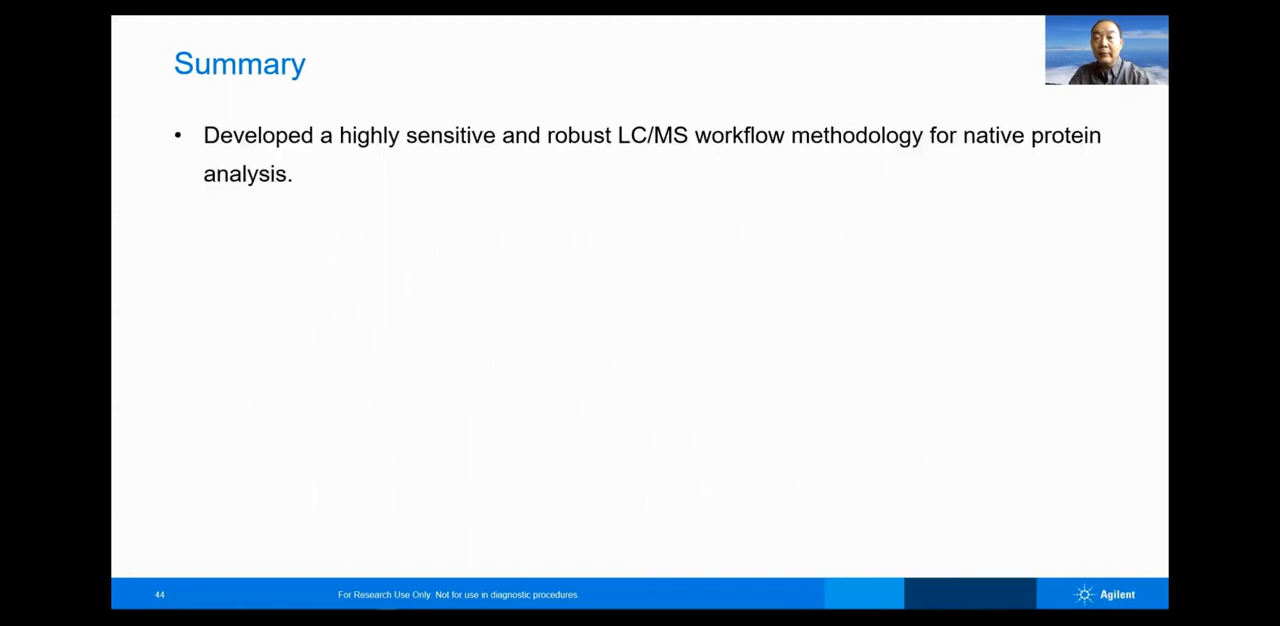 Summary
• Developed a highly sensitive and robust LC/MS workflow methodology for native protein
analysis.
44
For Research Use Only. Not for use in diagnostic procedures.
Agilent